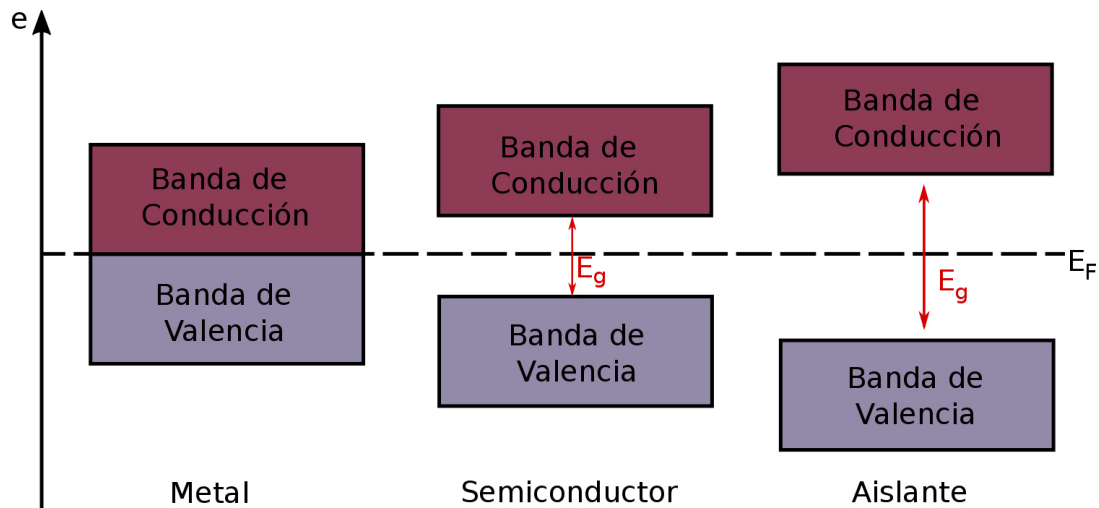 e
Banda de
Conducción
Banda de
Valencia
Metal
Banda de
Conducción
E_g
Banda de
Valencia
Semiconductor
Banda de
Conducción
E_g
Banda de
Valencia
Aislante
E_F